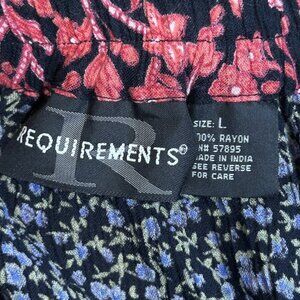 R
REQUIREMENTS®
SIZE: L
100% RAYON
RN# 57895
MADE IN INDIA
SEE REVERSE
FOR CARE